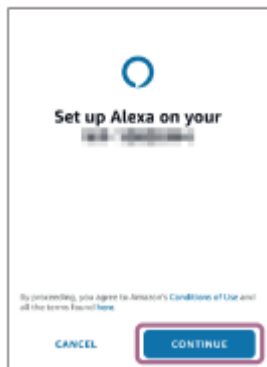 Set up Alexa on your
By proceeding, you agree to Amazon's Conditions of Use and
all the terms found here.
CANCEL
CONTINUE